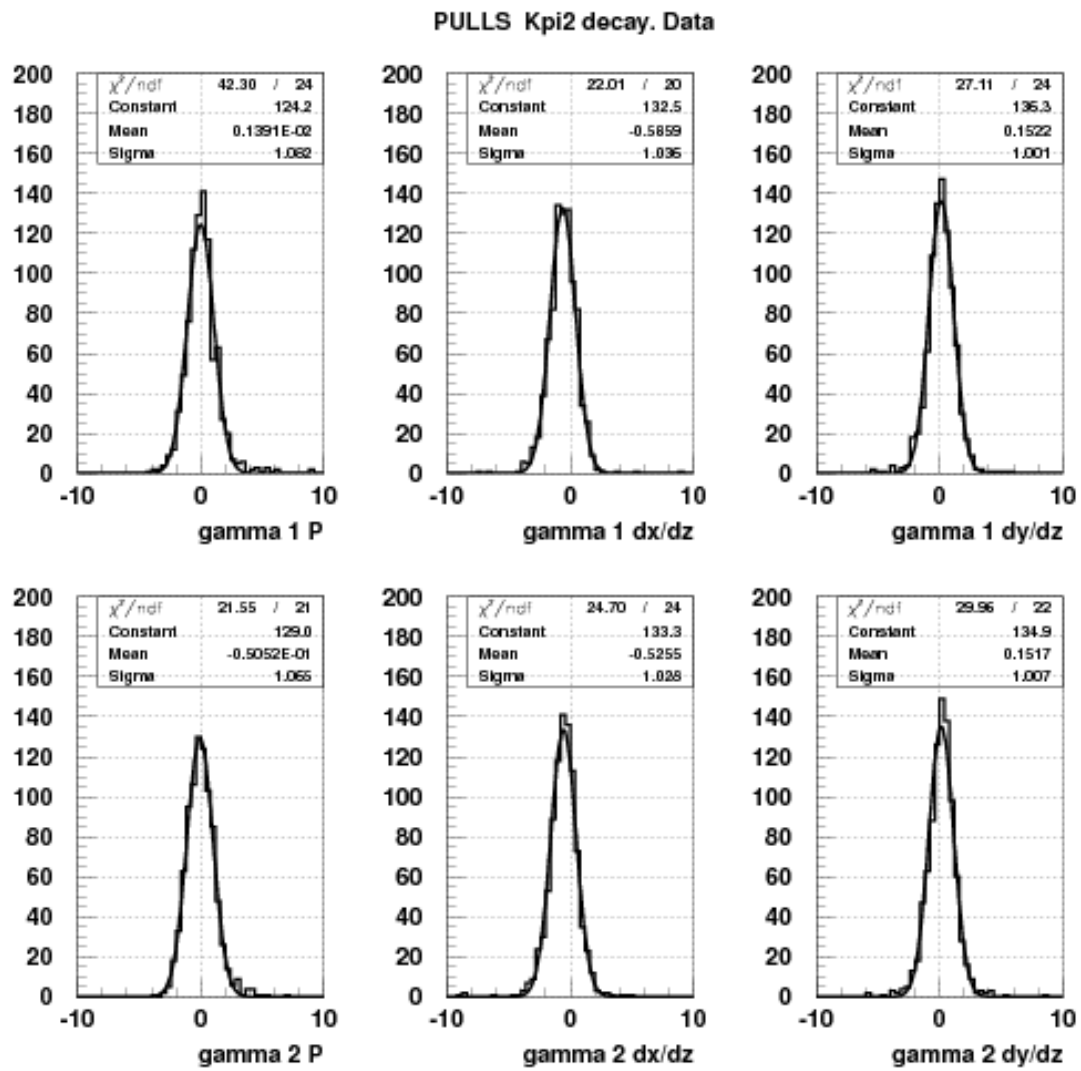 PULLS Kpi2 decay. Data
χ²/ndf 42.30 / 24
Constant 124.2
Mean 0.1391E-02
Sigma 1.082
200
180
160
140
120
100
80
60
40
20
0
-10 0 10
gamma 1 P
χ²/ndf 22.01 / 20
Constant 132.5
Mean -0.5859
Sigma 1.036
200
180
160
140
120
100
80
60
40
20
0
-10 0 10
gamma 1 dx/dz
χ²/ndf 27.11 / 24
Constant 136.3
Mean 0.1522
Sigma 1.001
200
180
160
140
120
100
80
60
40
20
0
-10 0 10
gamma 1 dy/dz
χ²/ndf 21.55 / 21
Constant 129.0
Mean -0.5052E-01
Sigma 1.065
200
180
160
140
120
100
80
60
40
20
0
-10 0 10
gamma 2 P
χ²/ndf 24.70 / 24
Constant 133.3
Mean -0.5255
Sigma 1.028
200
180
160
140
120
100
80
60
40
20
0
-10 0 10
gamma 2 dx/dz
χ²/ndf 29.96 / 22
Constant 134.9
Mean 0.1517
Sigma 1.007
200
180
160
140
120
100
80
60
40
20
0
-10 0 10
gamma 2 dy/dz